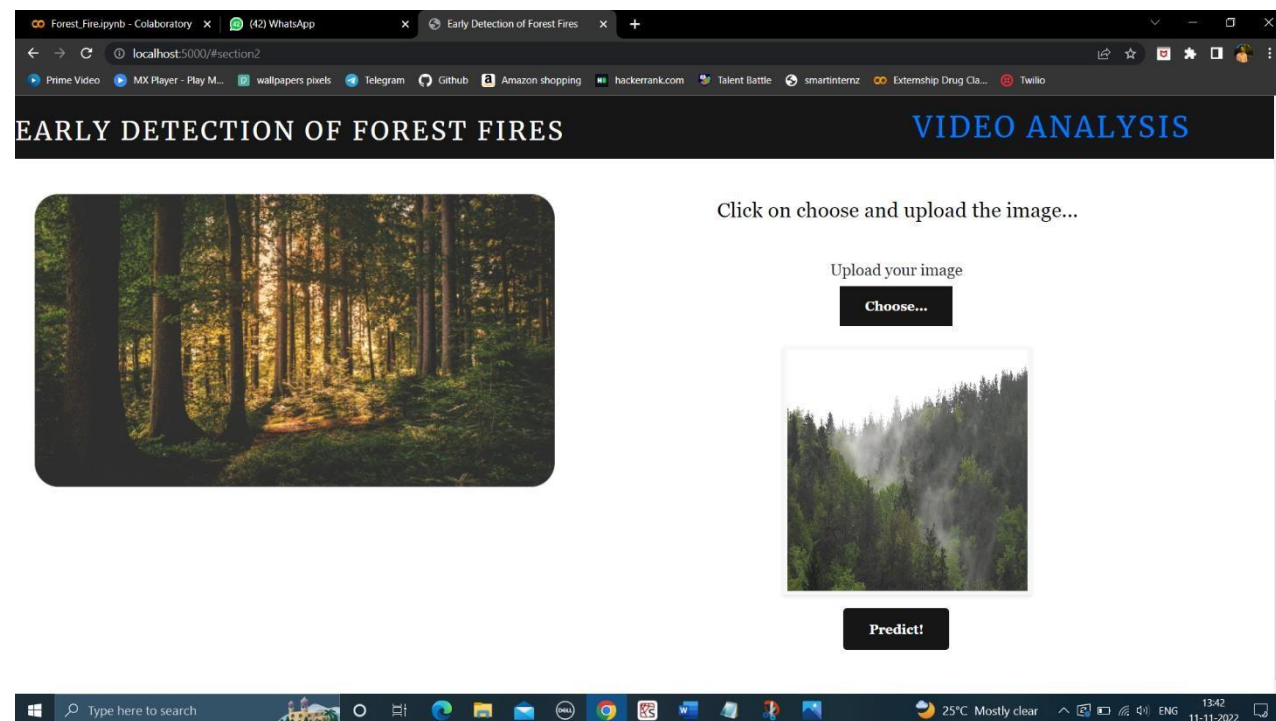 Forest_Fire.ipynb - Colaboratory
(42) WhatsApp
Early Detection of Forest Fires
localhost:5000/#section2
Prime Video
MX Player - Play M...
wallpapers pixels
Telegram
Github
Amazon shopping
hackerrank.com
Talent Battle
smartinternz
Externship Drug Cla...
Twilio
EARLY DETECTION OF FOREST FIRES
VIDEO ANALYSIS
Click on choose and upload the image...
Upload your image
Choose...
Predict!
Type here to search
25°C Mostly clear
ENG
13:42
11-11-2022